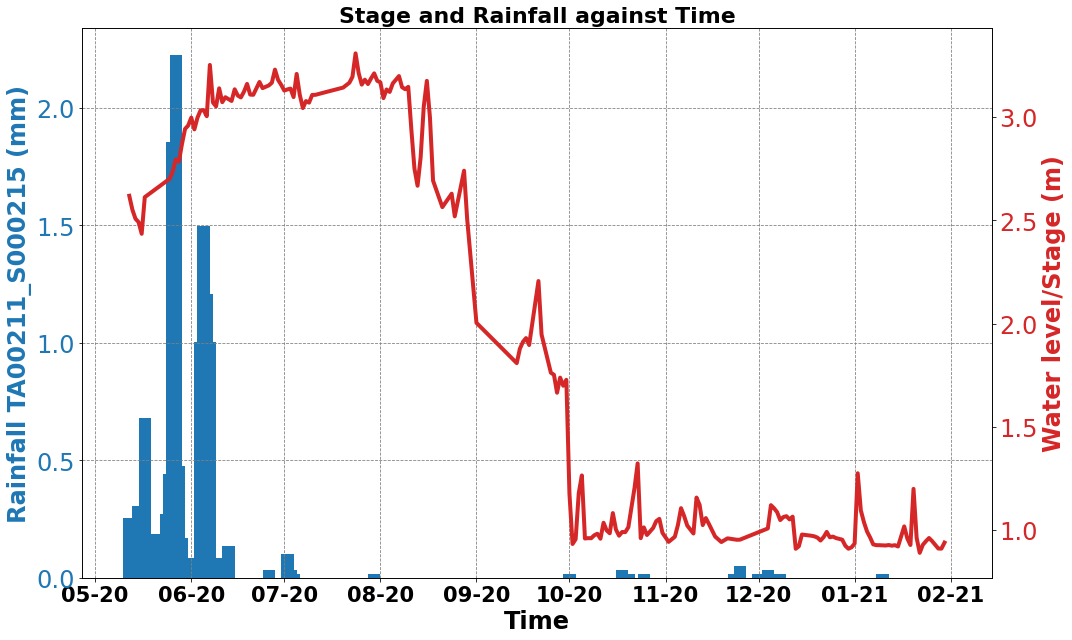 Stage and Rainfall against Time
Rainfall TA00211_S000215 (mm)
2.0
1.5
1.0
0.5
0.0
Water level/Stage (m)
3.0
2.5
2.0
1.5
1.0
05-20 06-20 07-20 08-20 09-20 10-20 11-20 12-20 01-21 02-21
Time